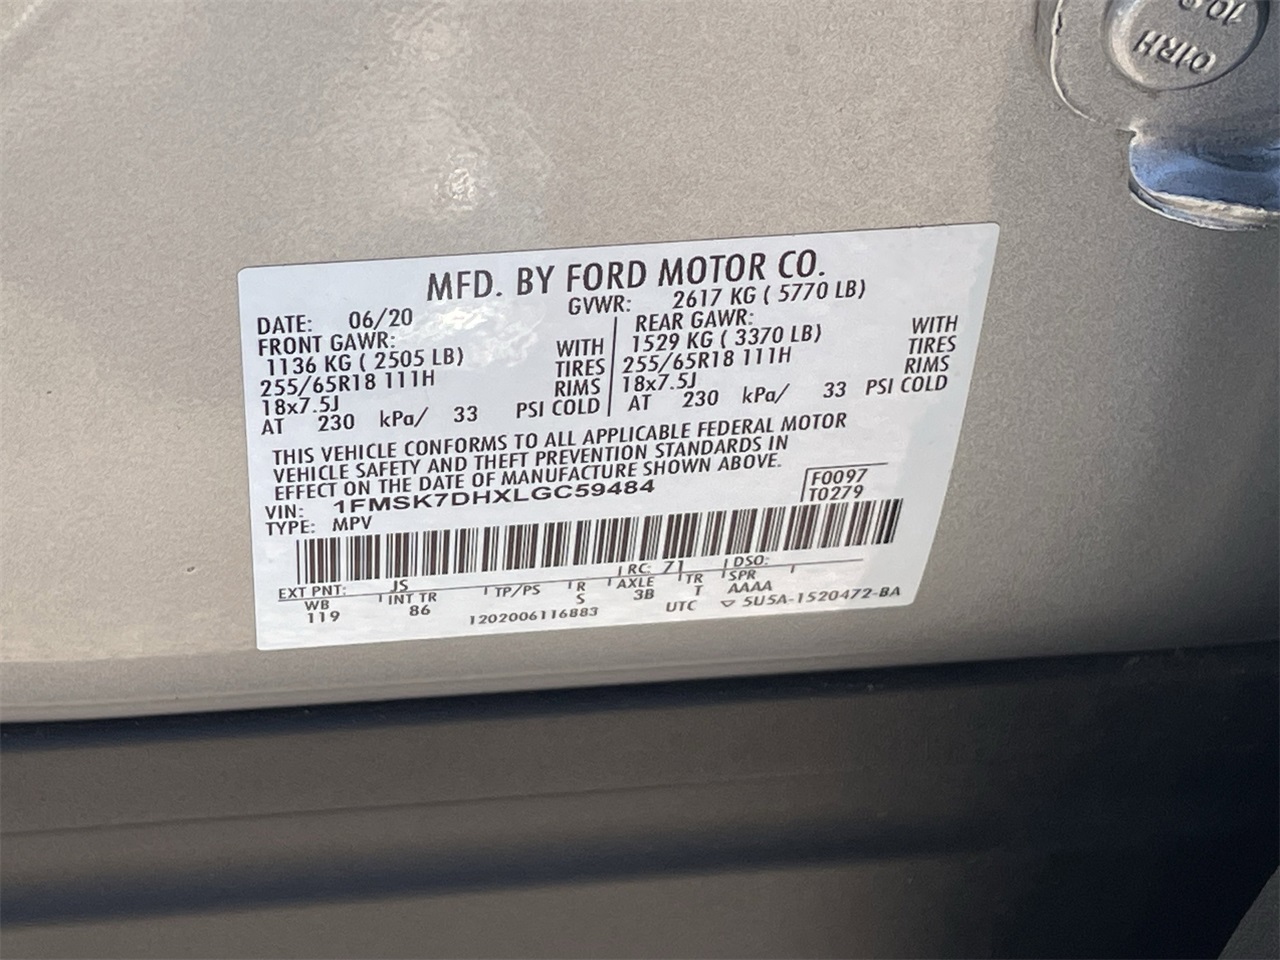 10.9
01RH
MFD. BY FORD MOTOR CO.
DATE: 06/20 GVWR: 2617 KG ( 5770 LB)
FRONT GAWR: REAR GAWR:
1136 KG ( 2505 LB) WITH 1529 KG ( 3370 LB) WITH
255/65R18 111H TIRES 255/65R18 111H TIRES
18x7.5J RIMS 18x7.5J RIMS
AT 230 kPa/ 33 PSI COLD AT 230 kPa/ 33 PSI COLD
THIS VEHICLE CONFORMS TO ALL APPLICABLE FEDERAL MOTOR
VEHICLE SAFETY AND THEFT PREVENTION STANDARDS IN
EFFECT ON THE DATE OF MANUFACTURE SHOWN ABOVE.
VIN: 1FMSK7DHXLGC59484 F0097
TYPE: MPV T0279
EXT PNT: JS RC: 71 DSO:
WB INT TR TP/PS R AXLE TR SPR
119 86 S 3B T AAAA
1202006116883 UTC ▽ 5U5A-1520472-BA